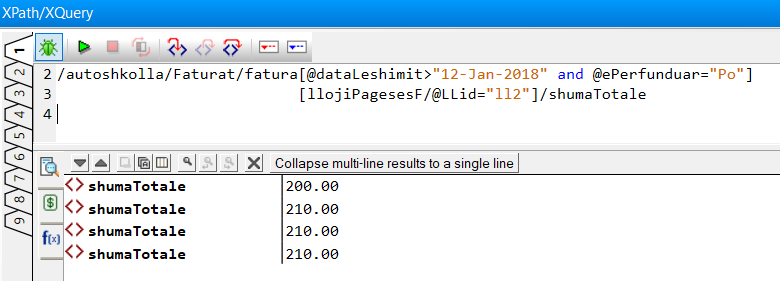 XPath/XQuery
1
2
3
4
5
6
7
8
9
2 /autoshkolla/Faturat/fatura[@dataLeshimit>"12-Jan-2018" and @ePerfunduar="Po"]
3 [llojiPagesesF/@LLid="ll2"]/shumaTotale
4
Collapse multi-line results to a single line
$
f(x)
<> shumaTotale 200.00
<> shumaTotale 210.00
<> shumaTotale 210.00
<> shumaTotale 210.00